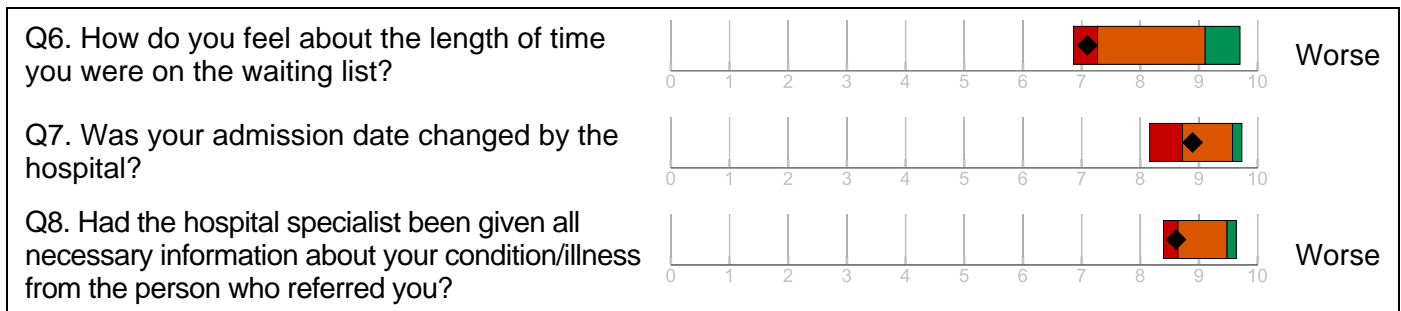 Q6. How do you feel about the length of time
you were on the waiting list?
0 1 2 3 4 5 6 7 8 9 10
Worse
Q7. Was your admission date changed by the
hospital?
0 1 2 3 4 5 6 7 8 9 10
Q8. Had the hospital specialist been given all
necessary information about your condition/illness
from the person who referred you?
0 1 2 3 4 5 6 7 8 9 10
Worse